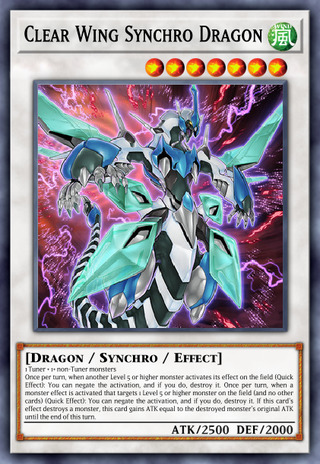 Clear Wing Synchro Dragon
風
[Dragon / Synchro / Effect]
1 Tuner + 1+ non-Tuner monsters
Once per turn, when another Level 5 or higher monster activates its effect on the field (Quick
Effect): You can negate the activation, and if you do, destroy it. Once per turn, when a
monster effect is activated that targets 1 Level 5 or higher monster on the field (and no other
cards) (Quick Effect): You can negate the activation, and if you do, destroy it. If this card's
effect destroys a monster, this card gains ATK equal to the destroyed monster's original ATK
until the end of this turn.
ATK/2500 DEF/2000